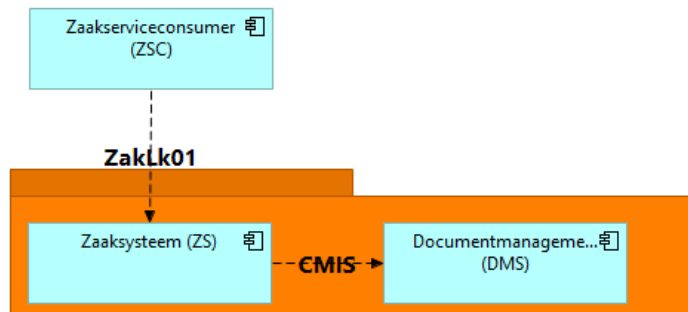 Zaakserviceconsumer
(ZSC)
ZakLk01
Zaaksysteem (ZS)
CMIS
Documentmanageme...
(DMS)